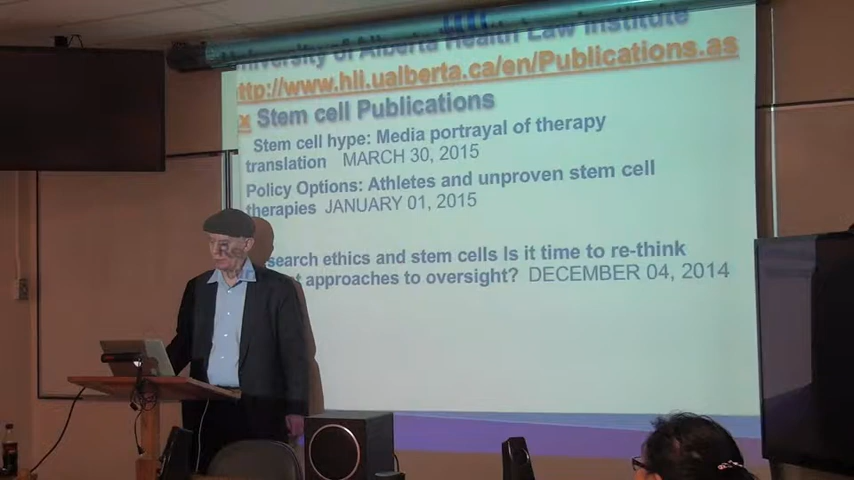 University of Alberta Health Law Institute
ttp://www.hli.ualberta.ca/en/Publications.as
x Stem cell Publications
Stem cell hype: Media portrayal of therapy
translation MARCH 30, 2015
Policy Options: Athletes and unproven stem cell
therapies JANUARY 01, 2015
search ethics and stem cells Is it time to re-think
t approaches to oversight? DECEMBER 04, 2014